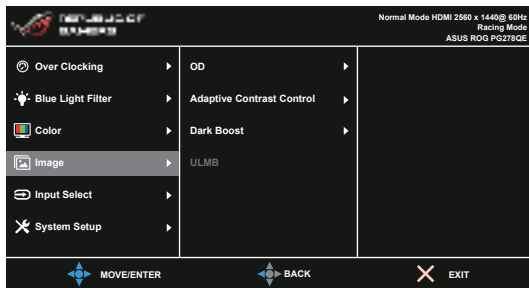 Normal Mode HDMI 2560 x 1440@ 60Hz
Racing Mode
ASUS ROG PG278QE
Over Clocking
Blue Light Filter
Color
Image
Input Select
System Setup
OD
Adaptive Contrast Control
Dark Boost
ULMB
MOVE/ENTER
BACK
EXIT